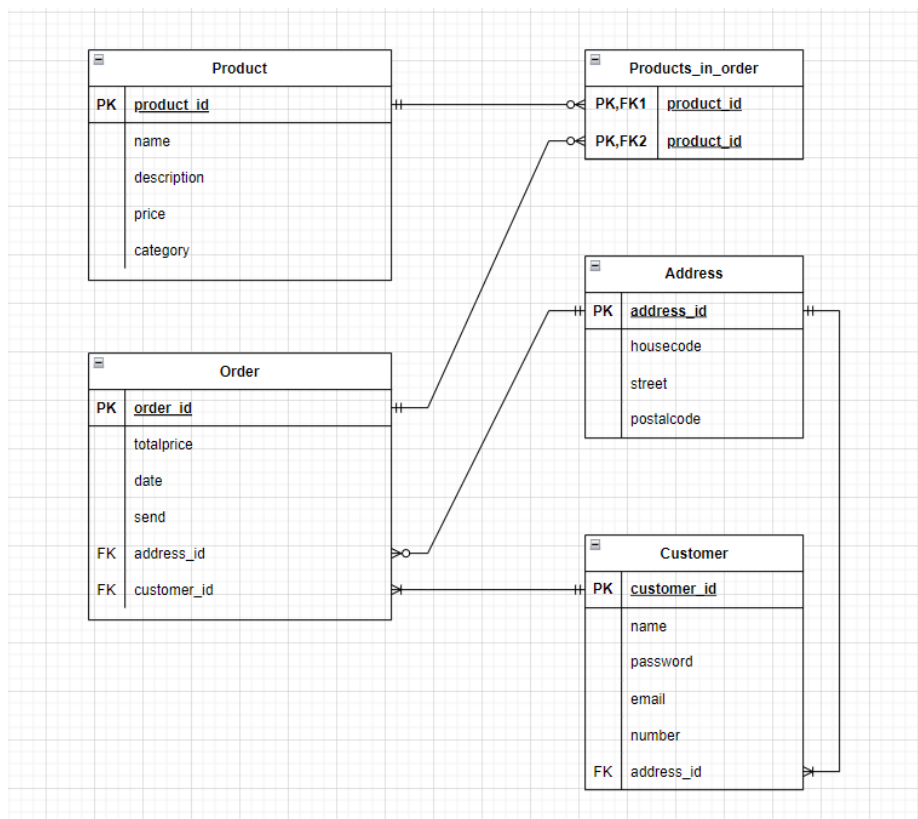 Product
PK product_id
name
description
price
category
Products_in_order
PK,FK1 product_id
PK,FK2 product_id
Address
PK address_id
housecode
street
postalcode
Order
PK order_id
totalprice
date
send
FK address_id
FK customer_id
Customer
PK customer_id
name
password
email
number
FK address_id